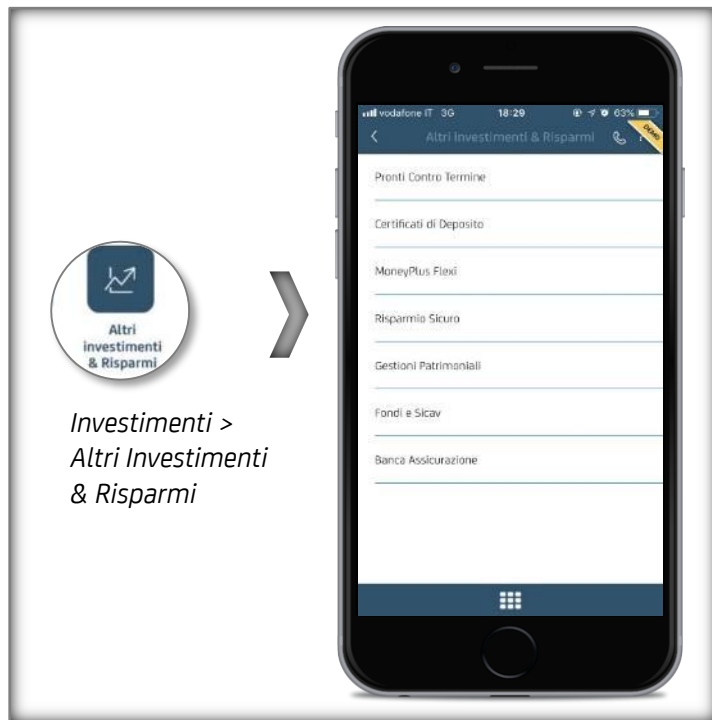 Altri
investimenti
& Risparmi
Investimenti >
Altri Investimenti
& Risparmi
vodafone IT 3G 18:29 63%
DEMO
Altri Investimenti & Risparmi
Pronti Contro Termine
Certificati di Deposito
MoneyPlus Flexi
Risparmio Sicuro
Gestioni Patrimoniali
Fondi e Sicav
Banca Assicurazione